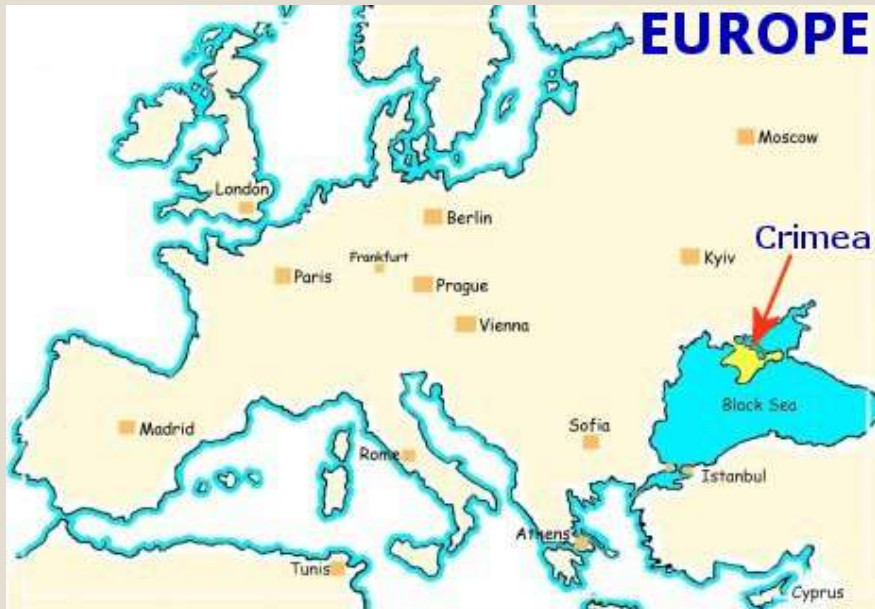 EUROPE
Moscow
London
Berlin
Crimea
Frankfurt
Kyiv
Paris
Prague
Vienna
Black Sea
Madrid
Sofia
Rome
Istanbul
Athens
Tunis
Cyprus